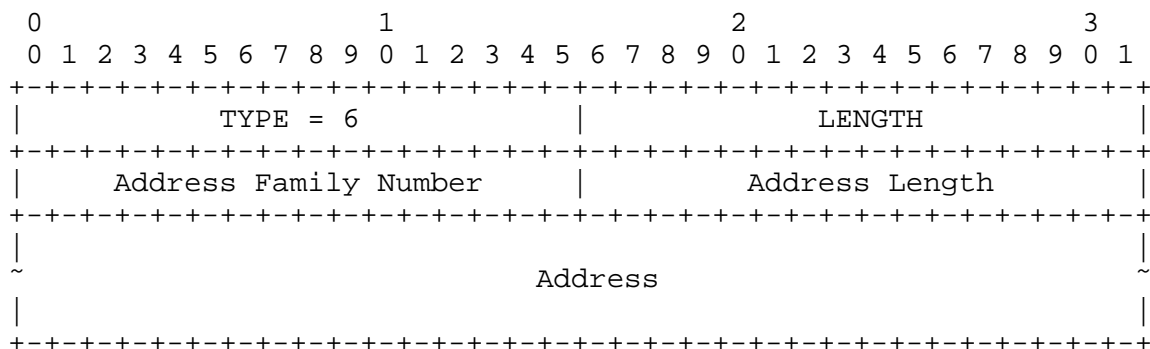 0                   1                   2                   3
 0 1 2 3 4 5 6 7 8 9 0 1 2 3 4 5 6 7 8 9 0 1 2 3 4 5 6 7 8 9 0 1
+-+-+-+-+-+-+-+-+-+-+-+-+-+-+-+-+-+-+-+-+-+-+-+-+-+-+-+-+-+-+-+-+
|           TYPE = 6            |             LENGTH            |
+-+-+-+-+-+-+-+-+-+-+-+-+-+-+-+-+-+-+-+-+-+-+-+-+-+-+-+-+-+-+-+-+
|     Address Family Number     |         Address Length        |
+-+-+-+-+-+-+-+-+-+-+-+-+-+-+-+-+-+-+-+-+-+-+-+-+-+-+-+-+-+-+-+-+
|                                                               |
~                             Address                           ~
|                                                               |
+-+-+-+-+-+-+-+-+-+-+-+-+-+-+-+-+-+-+-+-+-+-+-+-+-+-+-+-+-+-+-+-+